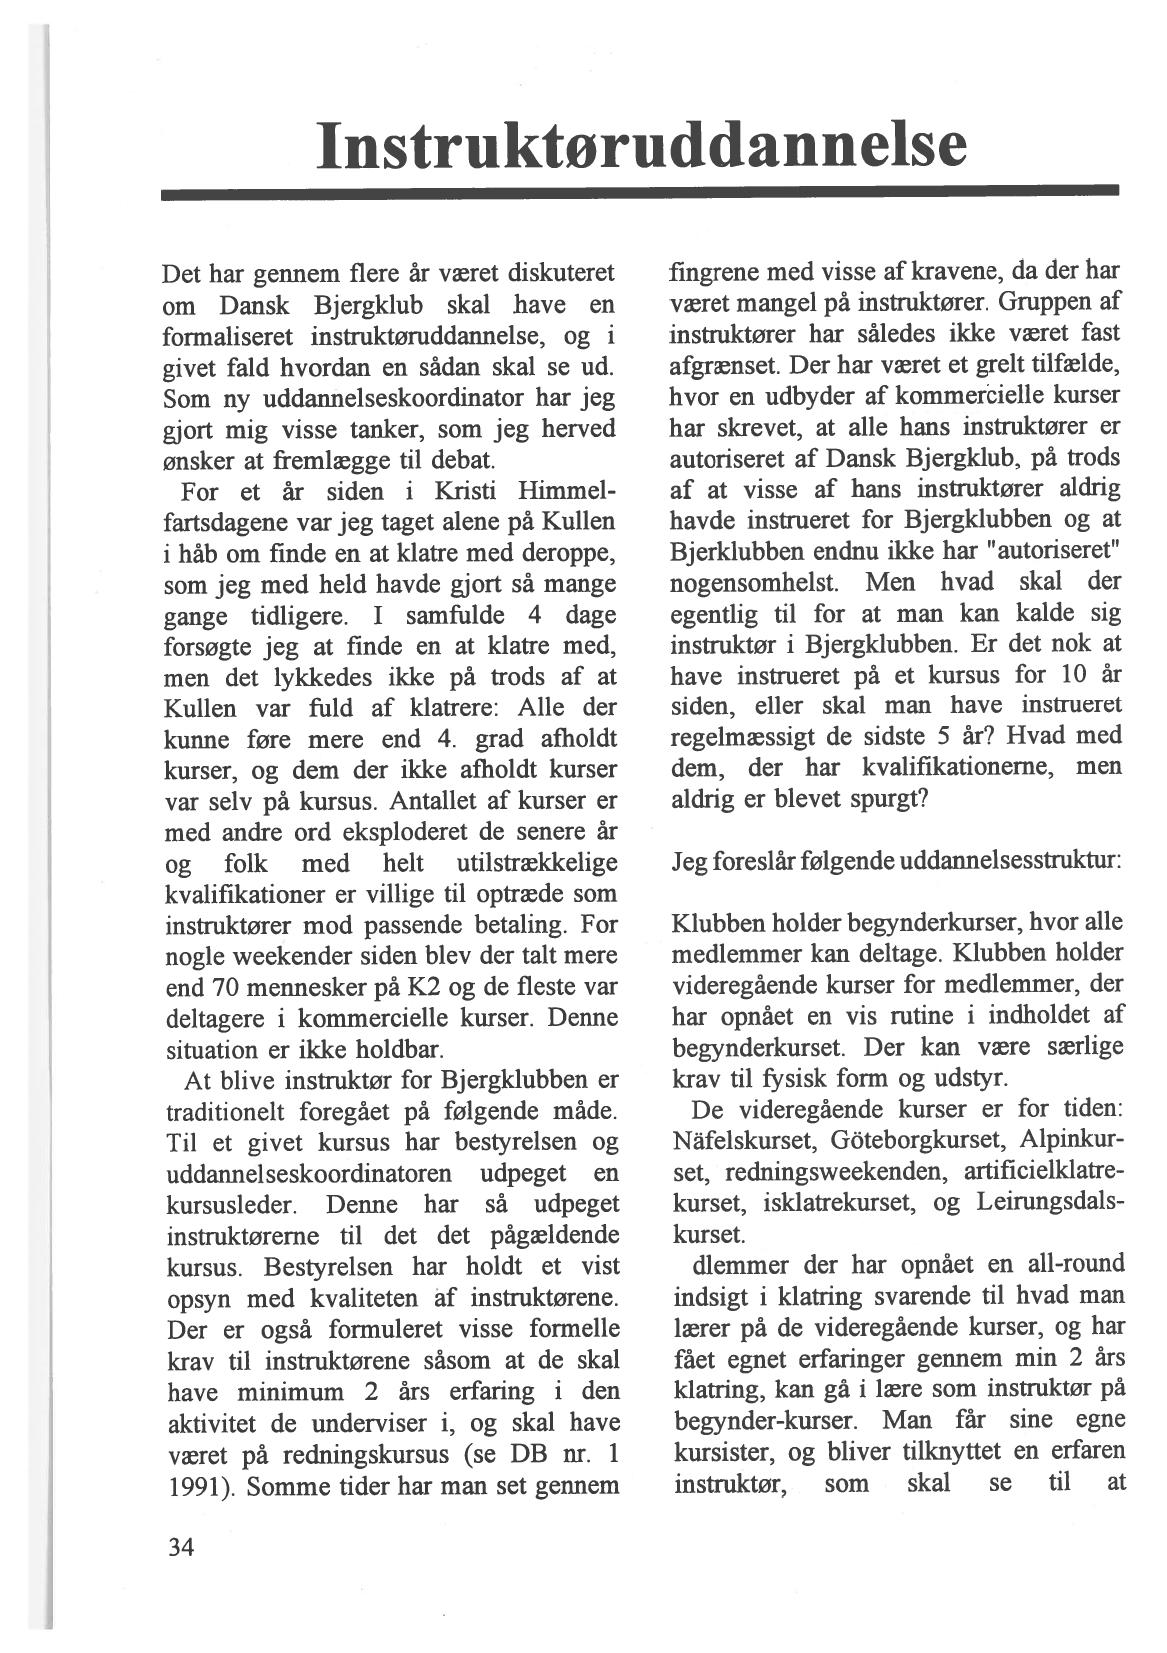 Instruktøruddannelse
Det har gennem flere år været diskuteret
om Dansk Bjergklub skal have en
formaliseret instruktøruddannelse, og i
givet fald hvordan en sådan skal se ud.
Som ny uddannelseskoordinator har jeg
gjort mig visse tanker, som jeg herved
ønsker at fremlægge til debat.
For et år siden i Kristi Himmel-
fartsdagene var jeg taget alene på Kullen
i håb om finde en at klatre med deroppe,
som jeg med held havde gjort så mange
gange tidligere. I samfulde 4 dage
forsøgte jeg at finde en at klatre med,
men det lykkedes ikke på trods af at
Kullen var fuld af klatrere: Alle der
kunne føre mere end 4. grad afholdt
kurser, og dem der ikke afholdt kurser
var selv på kursus. Antallet af kurser er
med andre ord eksploderet de senere år
og folk med helt utilstrækkelige
kvalifikationer er villige til optræde som
instruktører mod passende betaling. For
nogle weekender siden blev der talt mere
end 70 mennesker på K2 og de fleste var
deltagere i kommercielle kurser. Denne
situation er ikke holdbar.
At blive instruktør for Bjergklubben er
traditionelt foregået på følgende måde.
Til et givet kursus har bestyrelsen og
uddannelseskoordinatoren udpeget en
kursusleder. Denne har så udpeget
instruktørerne til det det pågældende
kursus. Bestyrelsen har holdt et vist
opsyn med kvaliteten af instruktørene.
Der er også formuleret visse formelle
krav til instruktørene såsom at de skal
have minimum 2 års erfaring i den
aktivitet de underviser i, og skal have
været på redningskursus (se DB nr. 1
1991). Somme tider har man set gennem
fingrene med visse af kravene, da der har
været mangel på instruktører. Gruppen af
instruktører har således ikke været fast
afgrænset. Der har været et grelt tilfælde,
hvor en udbyder af kommercielle kurser
har skrevet, at alle hans instruktører er
autoriseret af Dansk Bjergklub, på trods
af at visse af hans instruktører aldrig
havde instrueret for Bjergklubben og at
Bjerklubben endnu ikke har "autoriseret"
nogensomhelst. Men hvad skal der
egentlig til for at man kan kalde sig
instruktør i Bjergklubben. Er det nok at
have instrueret på et kursus for 10 år
siden, eller skal man have instrueret
regelmæssigt de sidste 5 år? Hvad med
dem, der har kvalifikationerne, men
aldrig er blevet spurgt?
Jeg foreslår følgende uddannelsesstruktur:
Klubben holder begynderkurser, hvor alle
medlemmer kan deltage. Klubben holder
videregående kurser for medlemmer, der
har opnået en vis rutine i indholdet af
begynderkurset. Der kan være særlige
krav til fysisk form og udstyr.
De videregående kurser er for tiden:
Näfelskurset, Göteborgkurset, Alpinkur-
set, redningsweekenden, artificielklatre-
kurset, isklatrekurset, og Leirungsdals-
kurset.
dlemmer der har opnået en all-round
indsigt i klatring svarende til hvad man
lærer på de videregående kurser, og har
fået egnet erfaringer gennem min 2 års
klatring, kan gå i lære som instruktør på
begynder-kurser. Man får sine egne
kursister, og bliver tilknyttet en erfaren
instruktør, som skal se til at
34